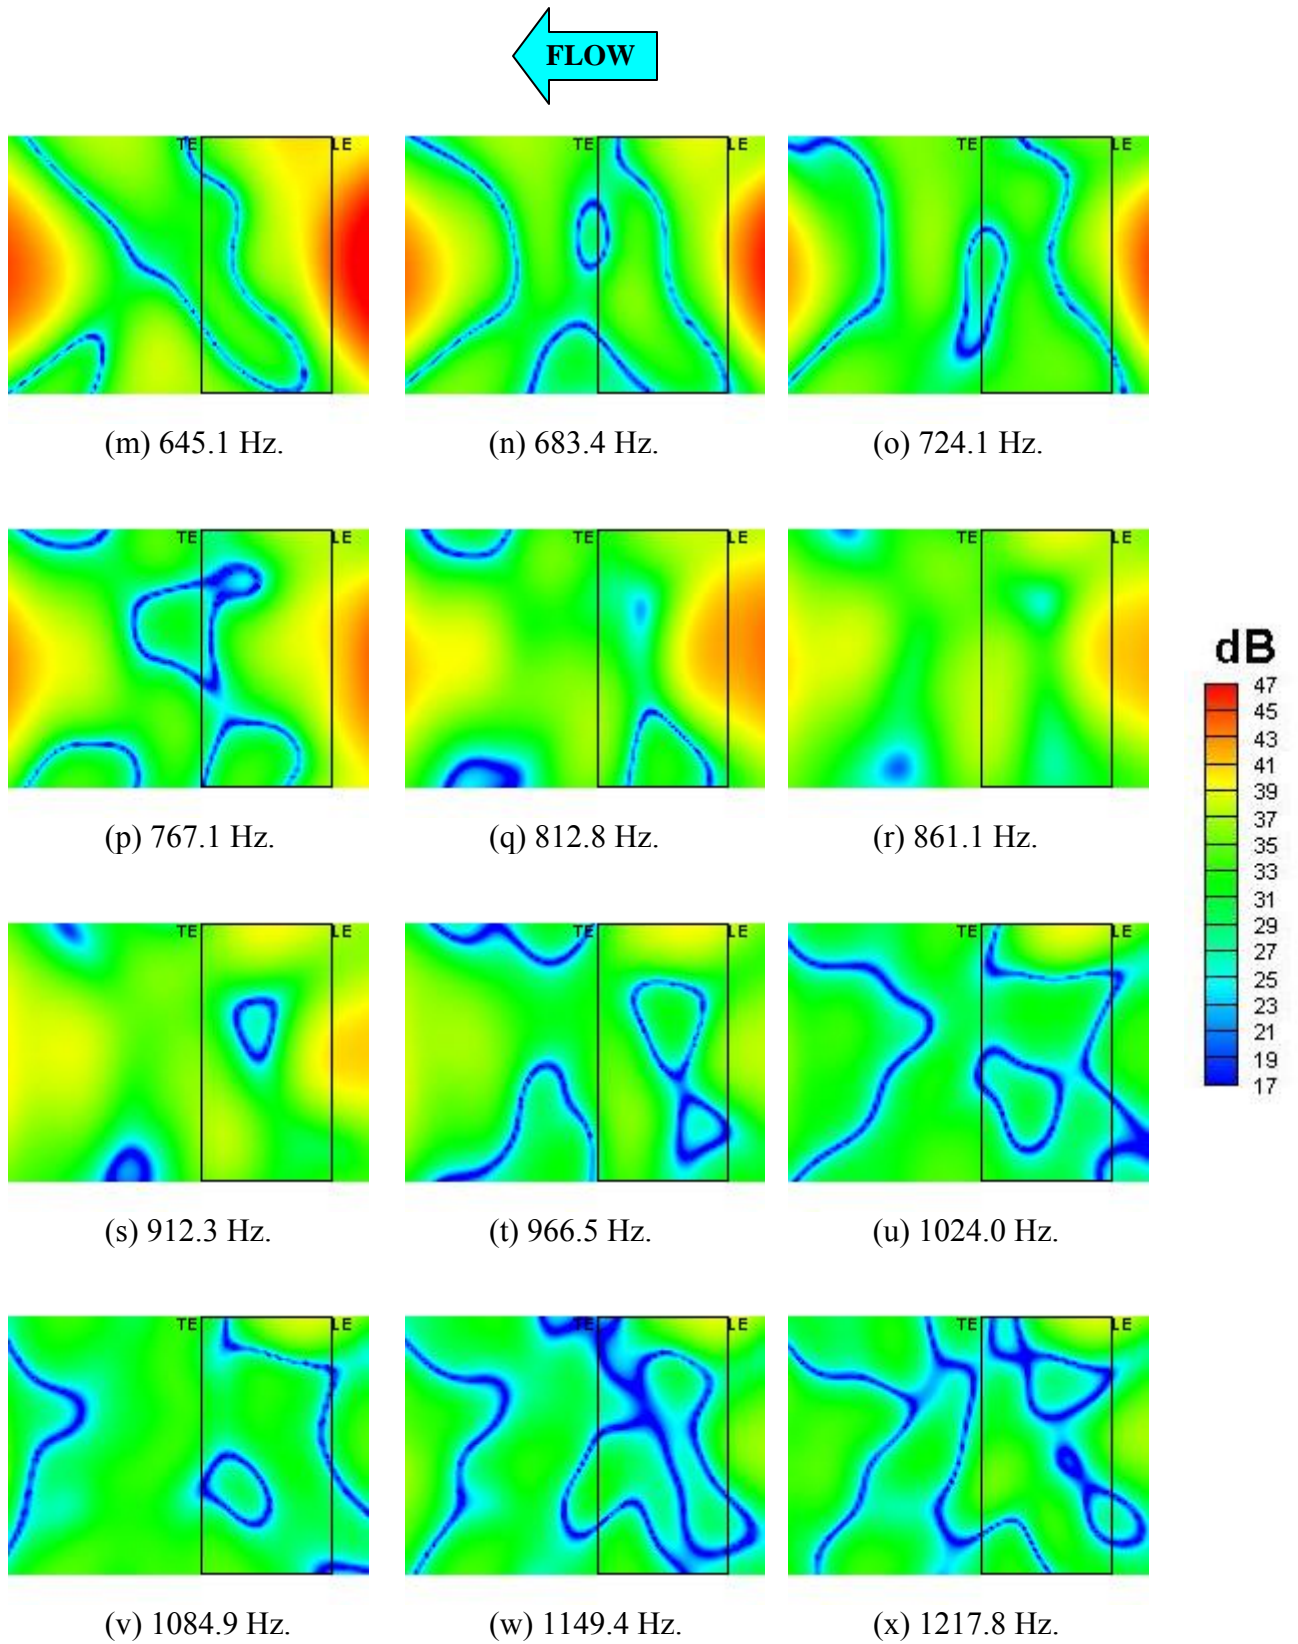 FLOW
TE LE TE LE TE LE
(m) 645.1 Hz. (n) 683.4 Hz. (o) 724.1 Hz.
TE LE TE LE TE LE
(p) 767.1 Hz. (q) 812.8 Hz. (r) 861.1 Hz.
dB
47
45
43
41
39
37
35
33
31
29
27
25
23
21
19
17
TE LE TE LE TE LE
(s) 912.3 Hz. (t) 966.5 Hz. (u) 1024.0 Hz.
TE LE TE LE TE LE
(v) 1084.9 Hz. (w) 1149.4 Hz. (x) 1217.8 Hz.